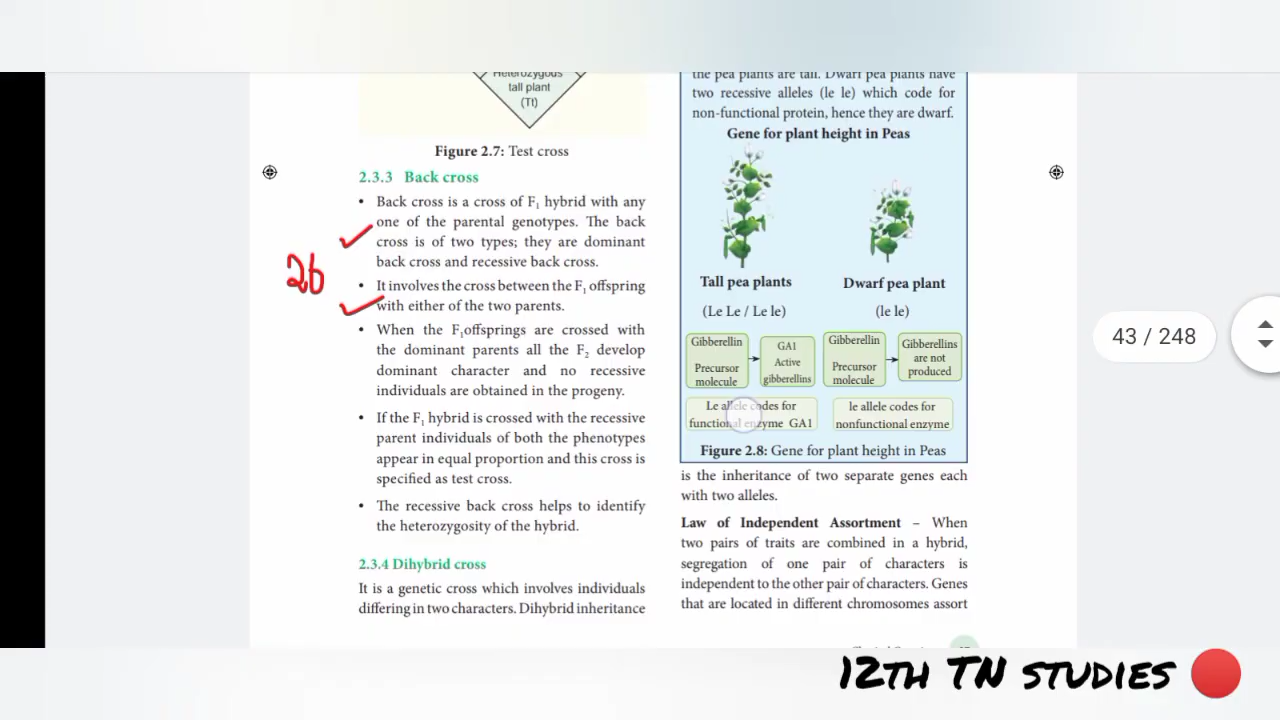 Heterozygous
tall plant
(Tt)
Figure 2.7: Test cross
2.3.3 Back cross
• Back cross is a cross of F1 hybrid with any
one of the parental genotypes. The back
cross is of two types; they are dominant
back cross and recessive back cross.
26
• It involves the cross between the F1 offspring
with either of the two parents.
• When the F1offsprings are crossed with
the dominant parents all the F2 develop
dominant character and no recessive
individuals are obtained in the progeny.
• If the F1 hybrid is crossed with the recessive
parent individuals of both the phenotypes
appear in equal proportion and this cross is
specified as test cross.
• The recessive back cross helps to identify
the heterozygosity of the hybrid.
2.3.4 Dihybrid cross
It is a genetic cross which involves individuals
differing in two characters. Dihybrid inheritance
the pea plants are tall. Dwarf pea plants have
two recessive alleles (le le) which code for
non-functional protein, hence they are dwarf.
Gene for plant height in Peas
Tall pea plants
(Le Le / Le le)
Dwarf pea plant
(le le)
Gibberellin
Precursor
molecule
GA1
Active
gibberellins
Gibberellin
Precursor
molecule
Gibberellins
are not
produced
Le allele codes for
functional enzyme GA1
le allele codes for
nonfunctional enzyme
Figure 2.8: Gene for plant height in Peas
is the inheritance of two separate genes each
with two alleles.
Law of Independent Assortment – When
two pairs of traits are combined in a hybrid,
segregation of one pair of characters is
independent to the other pair of characters. Genes
that are located in different chromosomes assort
43 / 248
12TH TN STUDIES